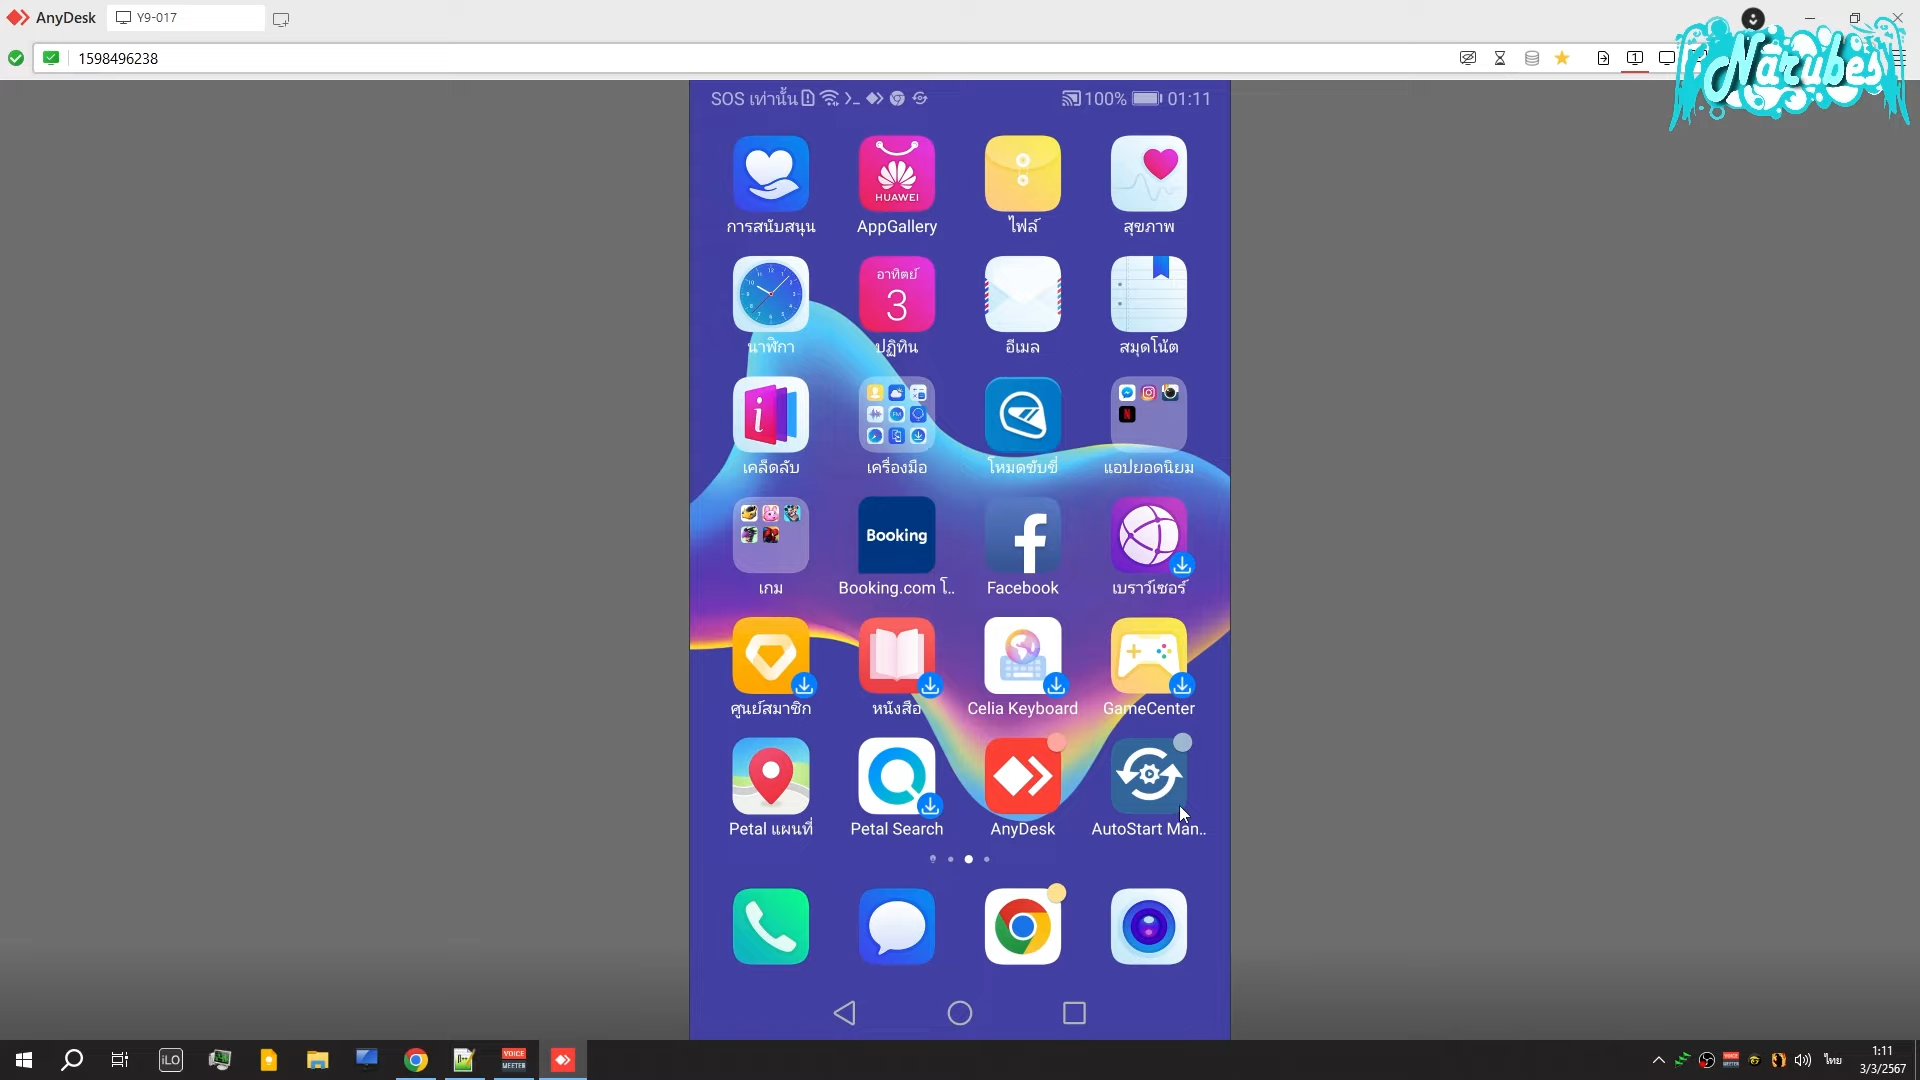 AnyDesk
Y9-017
1598496238
Narubes
SOS เท่านั้น
100%
01:11
การสนับสนุน
HUAWEI
AppGallery
ไฟล์
สุขภาพ
นาฬิกา
อาทิตย์
3
ปฏิทิน
อีเมล
สมุดโน้ต
เคล็ดลับ
เครื่องมือ
โหมดขับขี่
แอปยอดนิยม
เกม
Booking
Booking.com โ..
Facebook
เบราว์เซอร์
ศูนย์สมาชิก
หนังสือ
Celia Keyboard
GameCenter
Petal แผนที่
Petal Search
AnyDesk
AutoStart Man..
iLO
VOICE
MEETER
ไทย
1:11
3/3/2567